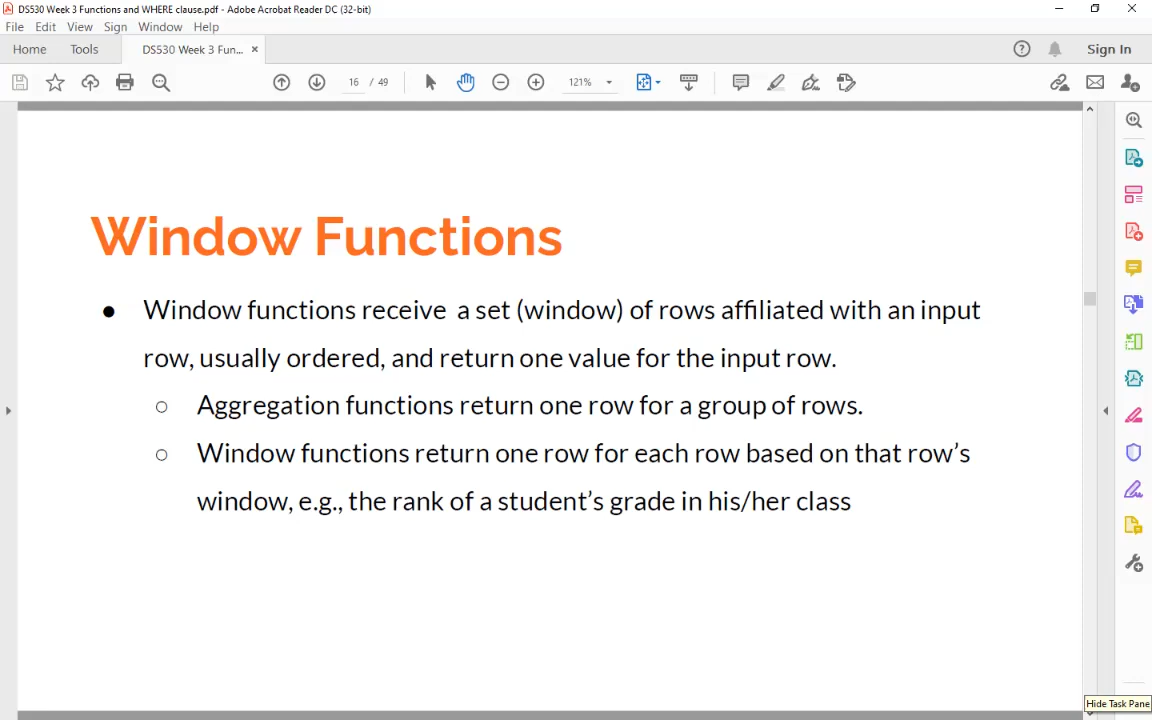 DS530 Week 3 Functions and WHERE clause.pdf - Adobe Acrobat Reader DC (32-bit)
File Edit View Sign Window Help
Home Tools DS530 Week 3 Fun... × Sign In
16 / 49 121%
Window Functions
● Window functions receive a set (window) of rows affiliated with an input
row, usually ordered, and return one value for the input row.
○ Aggregation functions return one row for a group of rows.
○ Window functions return one row for each row based on that row’s
window, e.g., the rank of a student’s grade in his/her class
Hide Task Pane